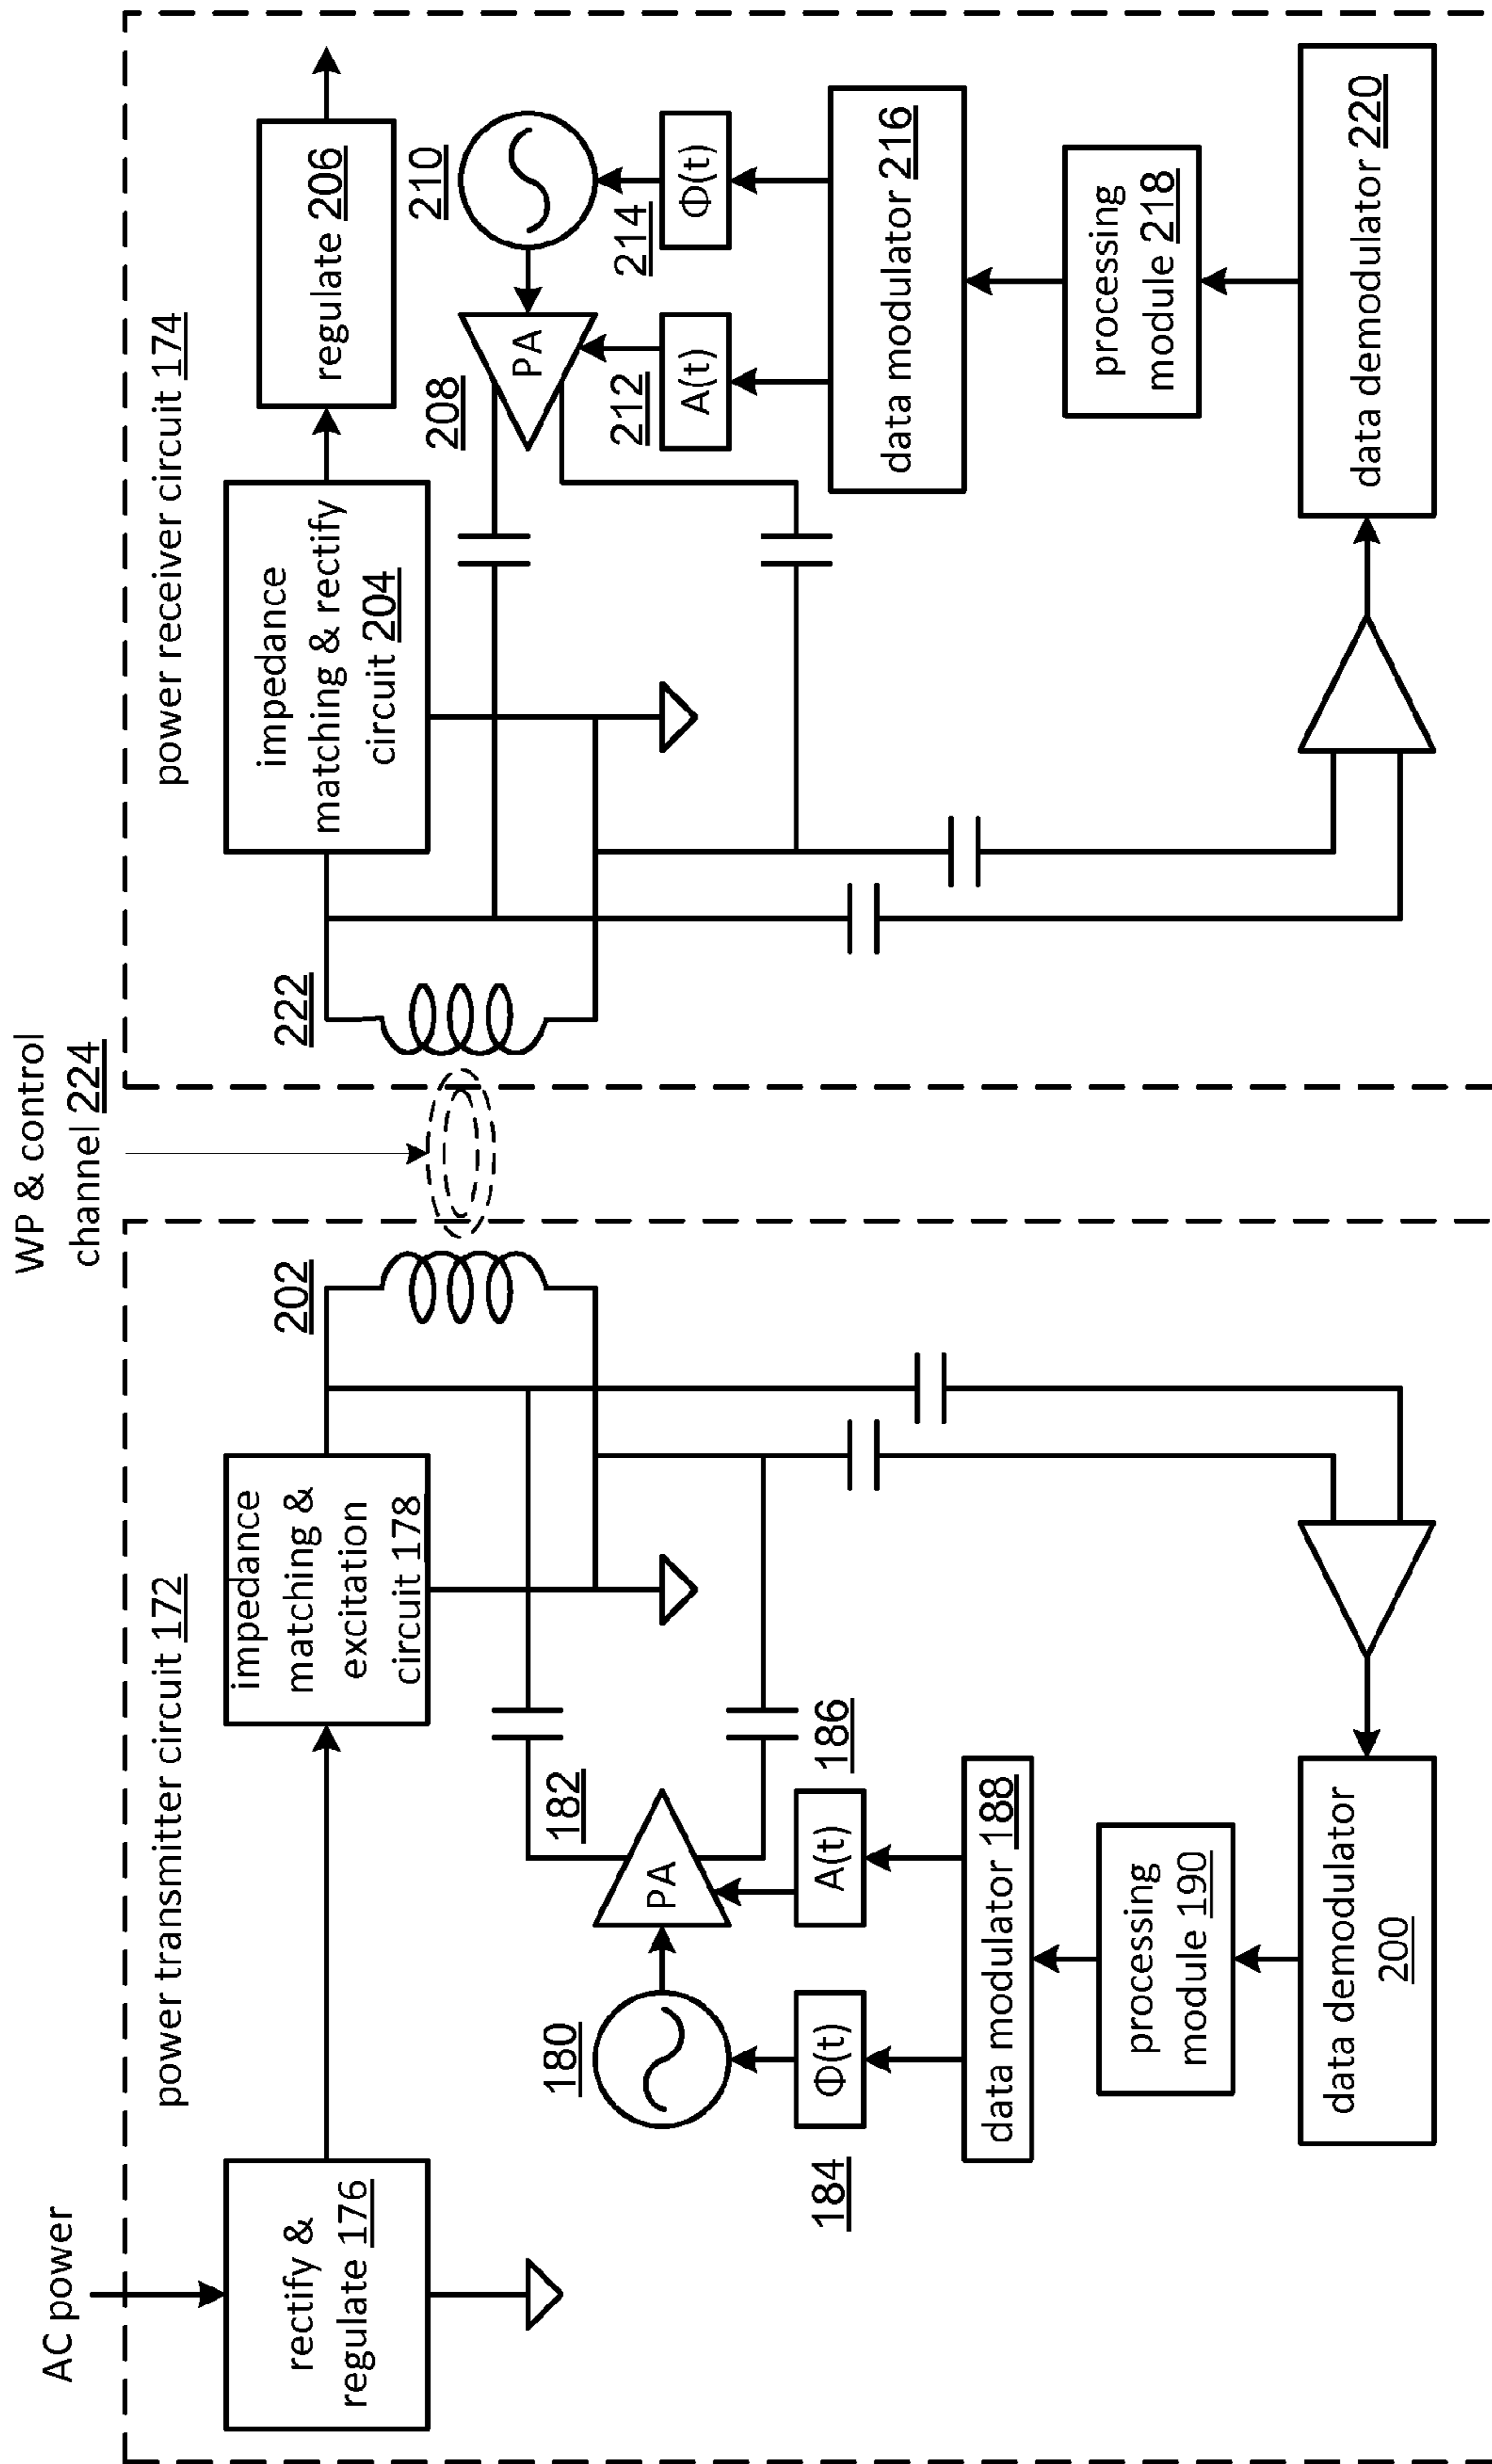 WP & control
channel 224
AC power
power transmitter circuit 172
rectify &
regulate 176
impedance
matching &
excitation
circuit 178
202
180
182
PA
184
Φ(t)
186
A(t)
data modulator 188
processing
module 190
data demodulator
200
power receiver circuit 174
222
impedance
matching & rectify
circuit 204
regulate 206
208
PA
210
212
A(t)
214
Φ(t)
data modulator 216
processing
module 218
data demodulator 220